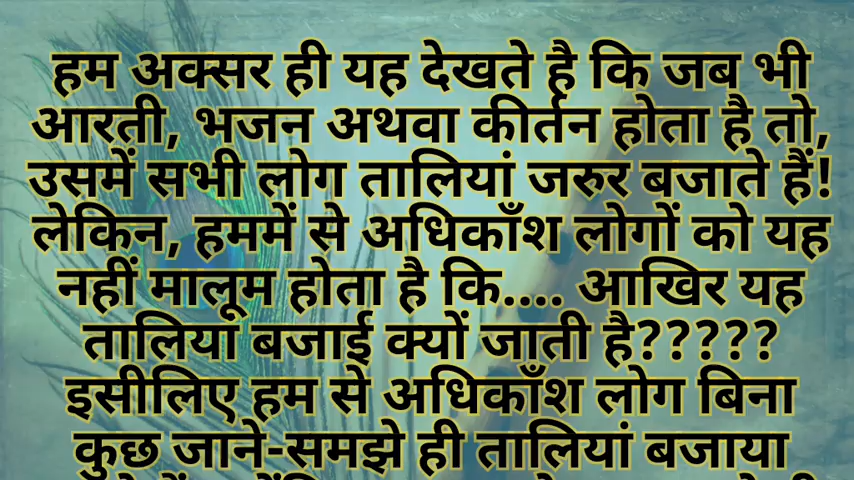 हम अक्सर ही यह देखते है कि जब भी
आरती, भजन अथवा कीर्तन होता है तो,
उसमें सभी लोग तालियां जरुर बजाते हैं!
लेकिन, हममें से अधिकाँश लोगों को यह
नहीं मालूम होता है कि.... आखिर यह
तालियां बजाई क्यों जाती है?????
इसीलिए हम से अधिकाँश लोग बिना
कुछ जाने-समझे ही तालियां बजाया